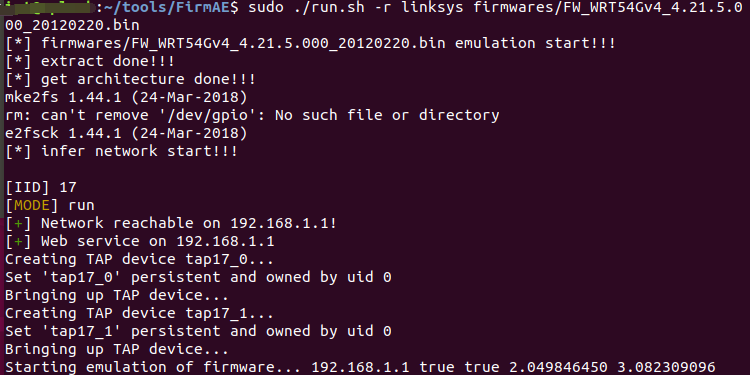 :~/tools/FirmAE$ sudo ./run.sh -r linksys firmwares/FW_WRT54Gv4_4.21.5.0
00_20120220.bin
[*] firmwares/FW_WRT54Gv4_4.21.5.000_20120220.bin emulation start!!!
[*] extract done!!!
[*] get architecture done!!!
mke2fs 1.44.1 (24-Mar-2018)
rm: can't remove '/dev/gpio': No such file or directory
e2fsck 1.44.1 (24-Mar-2018)
[*] infer network start!!!
[IID] 17
[MODE] run
[+] Network reachable on 192.168.1.1!
[+] Web service on 192.168.1.1
Creating TAP device tap17_0...
Set 'tap17_0' persistent and owned by uid 0
Bringing up TAP device...
Creating TAP device tap17_1...
Set 'tap17_1' persistent and owned by uid 0
Bringing up TAP device...
Starting emulation of firmware... 192.168.1.1 true true 2.049846450 3.082309096